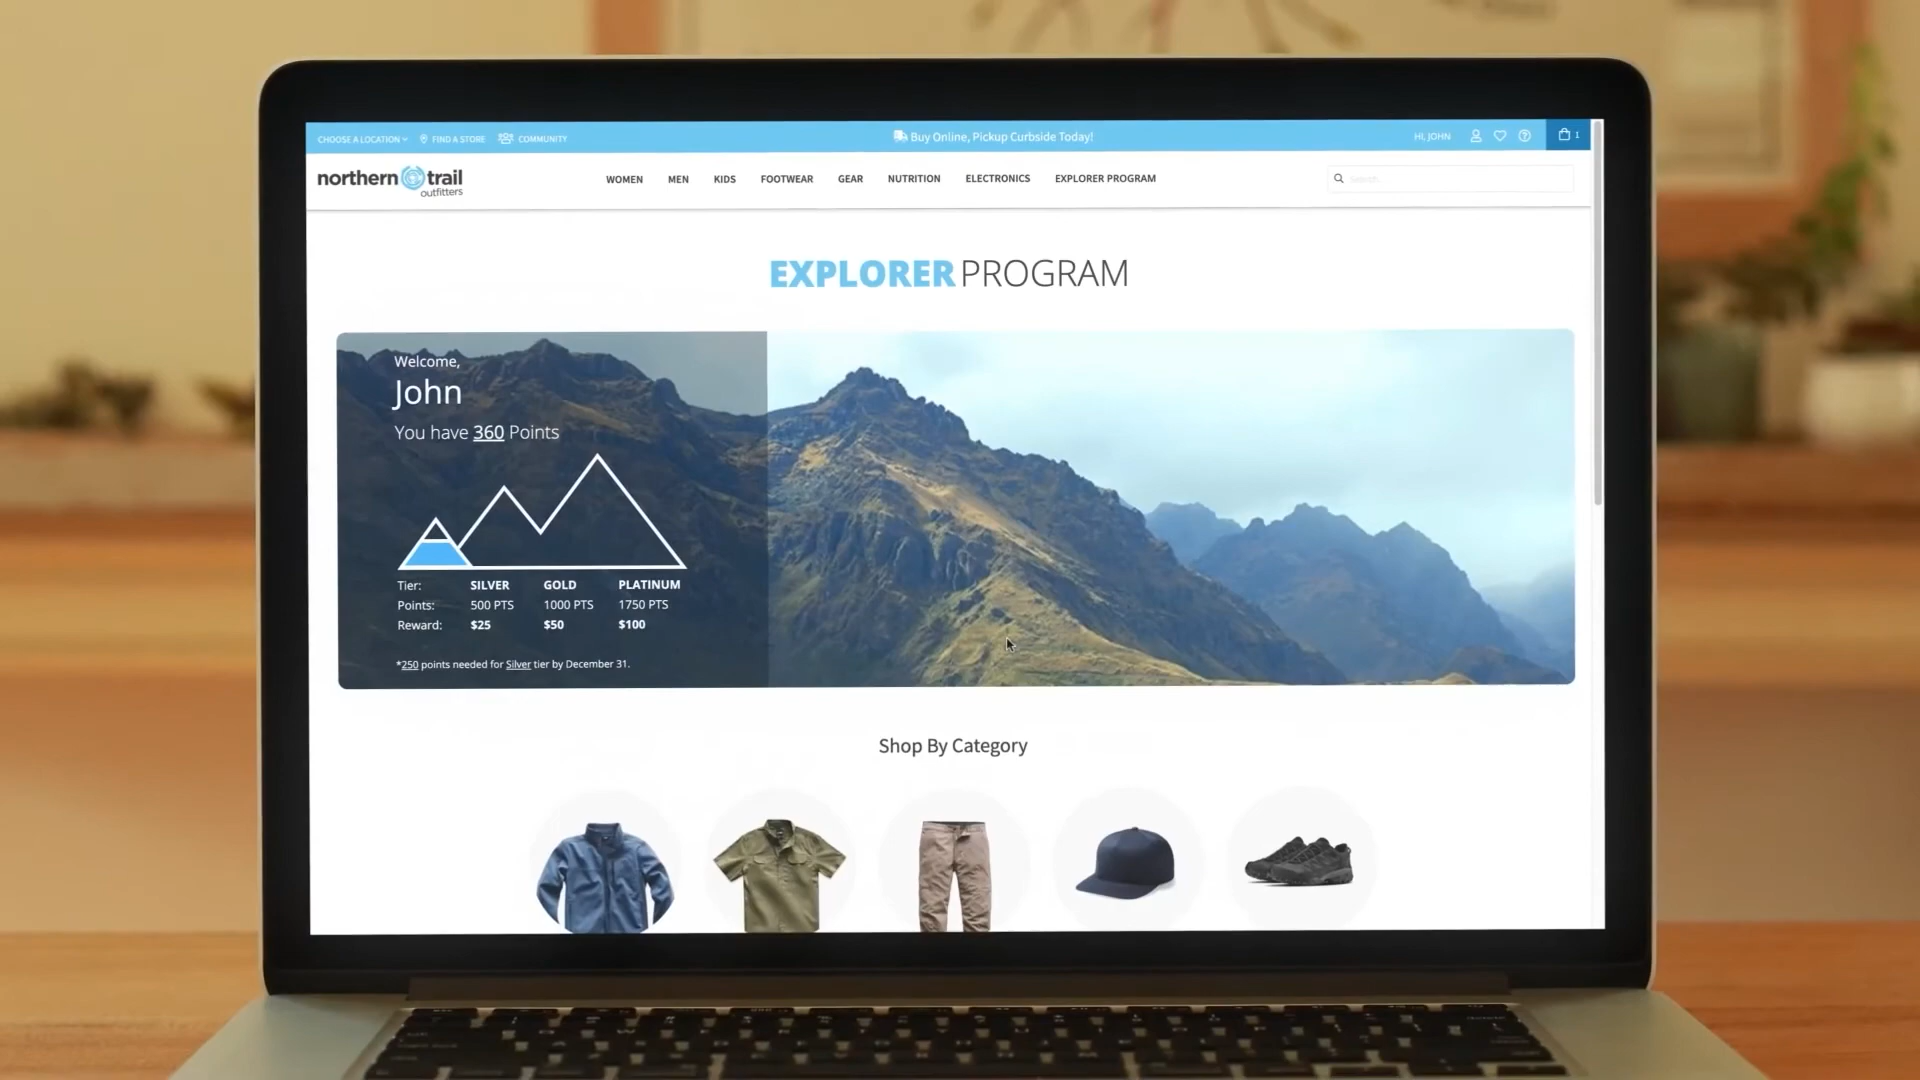 CHOOSE A LOCATION
FIND A STORE
COMMUNITY
Buy Online, Pickup Curbside Today!
HI, JOHN
1
northern trail
outfitters
WOMEN MEN KIDS FOOTWEAR GEAR NUTRITION ELECTRONICS EXPLORER PROGRAM
Search...
EXPLORER PROGRAM
Welcome,
John
You have 360 Points
Tier: SILVER GOLD PLATINUM
Points: 500 PTS 1000 PTS 1750 PTS
Reward: $25 $50 $100
*250 points needed for Silver tier by December 31.
Shop By Category